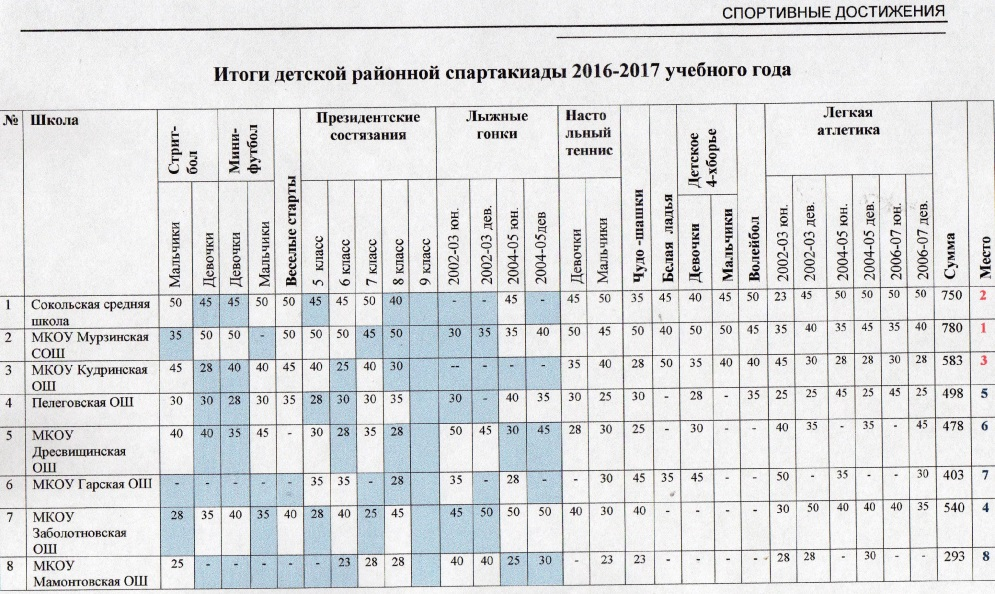 СПОРТИВНЫЕ ДОСТИЖЕНИЯ
Итоги детской районной спартакиады 2016-2017 учебного года
№ Школа Стрит-бол Мини-футбол Веселые старты Президентские состязания Лыжные гонки Насто льный теннис Чудо -шашки Белая ладья Детское 4-хборье Волейбол Легкая атлетика Сумма Место
Мальчики Девочки Девочки Мальчики 5 класс 6 класс 7 класс 8 класс 9 класс 2002-03 юн. 2002-03 дев. 2004-05 юн. 2004-05дев Девочки Мальчики Девочки Мальчики 2002-03 юн. 2002-03 дев. 2004-05 юн. 2004-05 дев. 2006-07 юн. 2006-07 дев.
1 Сокольская средняя 50 45 45 50 50 45 45 50 40 - - 45 - 45 50 35 45 40 45 50 23 45 50 50 50 50 750 2
школа
2 МКОУ Мурзинская 35 50 50 - 50 50 50 45 50 30 35 35 40 50 45 50 40 50 50 45 35 40 35 45 35 40 780 1
СОШ
3 МКОУ Кудринская 45 28 40 40 45 40 25 40 30 -- - - - 35 40 28 50 35 40 40 45 30 28 28 40 30 28 583 3
ОШ
4 Пелеговская ОШ 30 30 28 30 35 28 30 30 35 30 - 40 35 30 25 30 - 28 - 35 25 25 25 45 25 25 498 5
5 МКОУ 40 40 35 45 - 30 28 35 28 50 45 30 45 28 30 25 - 30 - - 40 35 - 35 - 45 478 6
Дресвищинская
ОШ
6 МКОУ Гарская ОШ - - - - - 35 35 - 28 35 - 28 - - 30 45 35 45 - - 50 - 35 - - 30 403 7
7 МКОУ 28 35 40 35 40 28 40 25 45 45 50 50 50 40 30 40 - - - - 30 50 40 40 40 35 540 4
Заболотновская
ОШ
8 МКОУ 25 - - - - - 23 28 28 40 40 25 30 - 23 23 - - - - 28 28 - 30 - - 293 8
Мамонтовская ОШ